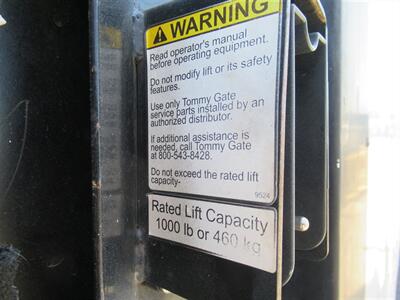 WARNING
Read operator's manual
before operating equipment.
Do not modify lift or its safety
features.
Use only Tommy Gate
service parts installed by an
authorized distributor.
If additional assistance is
needed, call Tommy Gate
at 800-543-8428.
Do not exceed the rated lift
capacity-
9524
Rated Lift Capacity
1000 lb or 460 kg